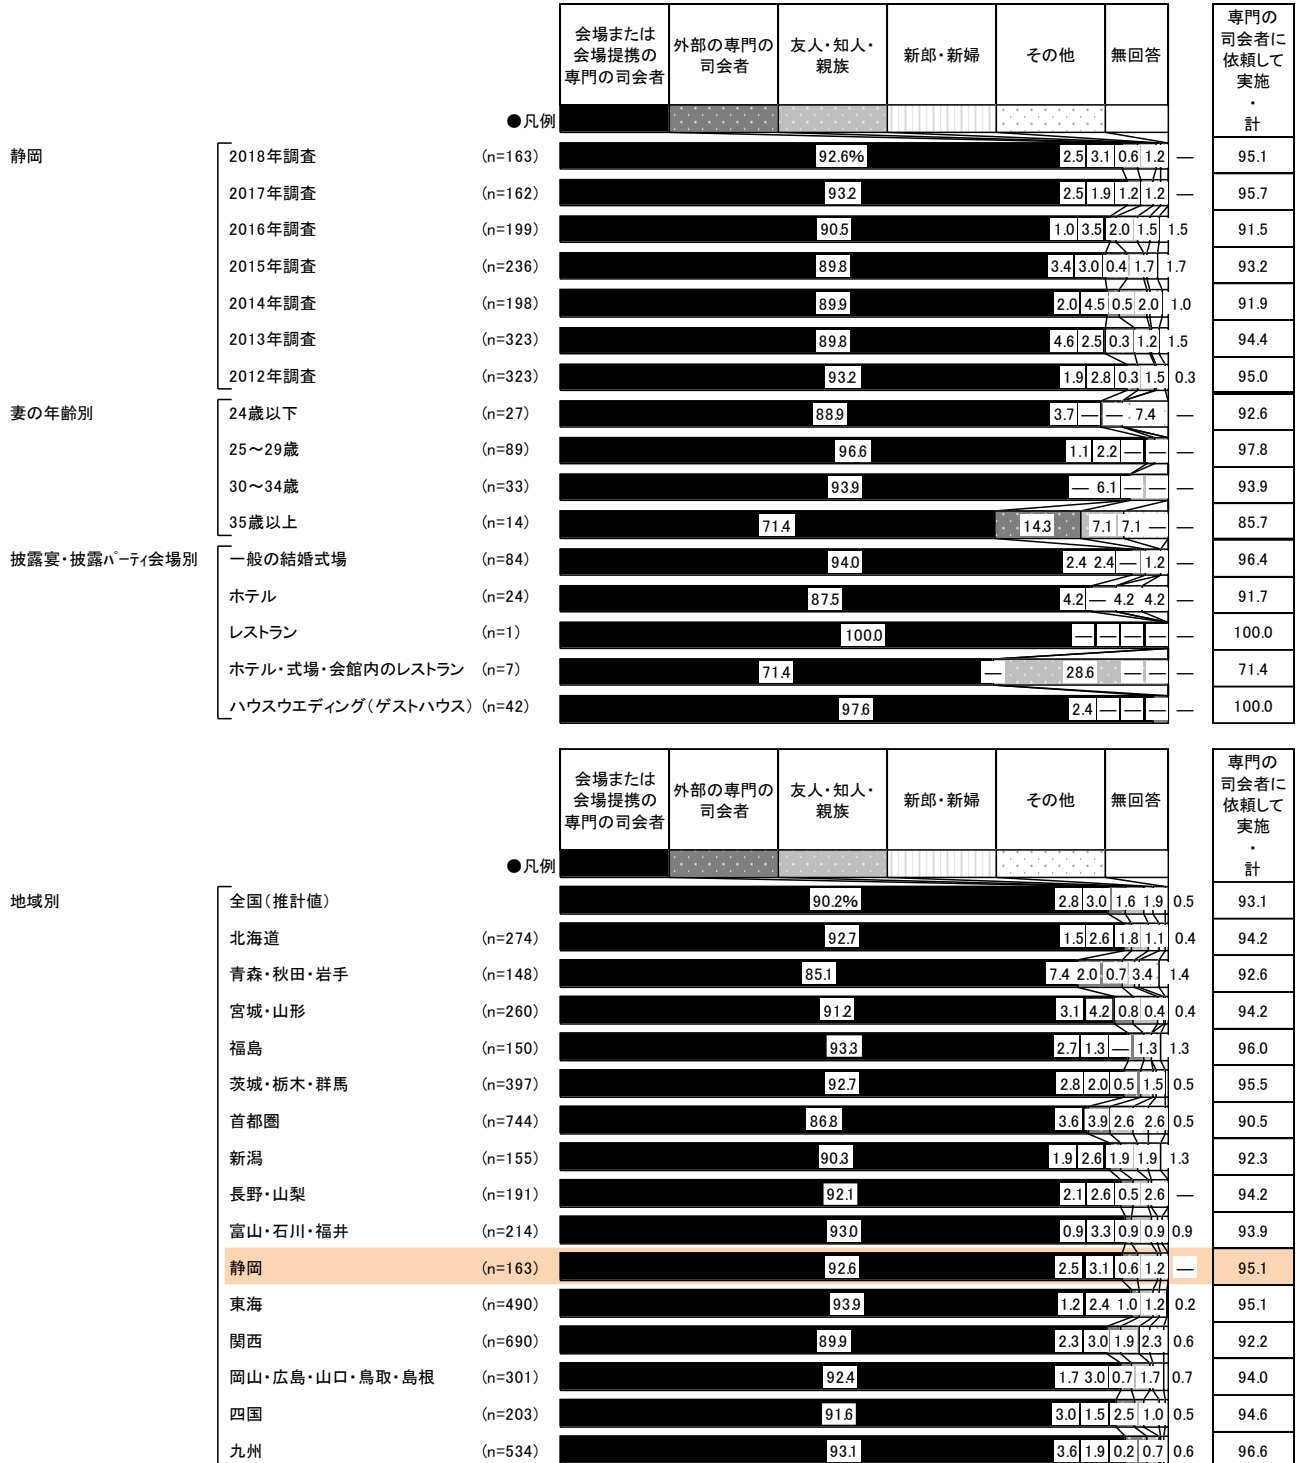 会場または
会場提携の
専門の司会者
外部の専門の
司会者
友人・知人・
親族
新郎・新婦
その他
無回答
専門の
司会者に
依頼して
実施
・
計
●凡例
静岡 2018年調査 (n=163) 92.6% 2.5 3.1 0.6 1.2 — 95.1
2017年調査 (n=162) 93.2 2.5 1.9 1.2 1.2 — 95.7
2016年調査 (n=199) 90.5 1.0 3.5 2.0 1.5 1.5 91.5
2015年調査 (n=236) 89.8 3.4 3.0 0.4 1.7 1.7 93.2
2014年調査 (n=198) 89.9 2.0 4.5 0.5 2.0 1.0 91.9
2013年調査 (n=323) 89.8 4.6 2.5 0.3 1.2 1.5 94.4
2012年調査 (n=323) 93.2 1.9 2.8 0.3 1.5 0.3 95.0
妻の年齢別 24歳以下 (n=27) 88.9 3.7 — — 7.4 — 92.6
25～29歳 (n=89) 96.6 1.1 2.2 — — — 97.8
30～34歳 (n=33) 93.9 — 6.1 — — — 93.9
35歳以上 (n=14) 71.4 14.3 7.1 7.1 — — 85.7
披露宴・披露パーティ会場別 一般の結婚式場 (n=84) 94.0 2.4 2.4 — 1.2 — 96.4
ホテル (n=24) 87.5 4.2 — 4.2 4.2 — 91.7
レストラン (n=1) 100.0 — — — — — 100.0
ホテル・式場・会館内のレストラン (n=7) 71.4 — 28.6 — — — 71.4
ハウスウエディング(ゲストハウス) (n=42) 97.6 2.4 — — — — 100.0
会場または
会場提携の
専門の司会者
外部の専門の
司会者
友人・知人・
親族
新郎・新婦
その他
無回答
専門の
司会者に
依頼して
実施
・
計
●凡例
地域別 全国(推計値) 90.2% 2.8 3.0 1.6 1.9 0.5 93.1
北海道 (n=274) 92.7 1.5 2.6 1.8 1.1 0.4 94.2
青森・秋田・岩手 (n=148) 85.1 7.4 2.0 0.7 3.4 1.4 92.6
宮城・山形 (n=260) 91.2 3.1 4.2 0.8 0.4 0.4 94.2
福島 (n=150) 93.3 2.7 1.3 — 1.3 1.3 96.0
茨城・栃木・群馬 (n=397) 92.7 2.8 2.0 0.5 1.5 0.5 95.5
首都圏 (n=744) 86.8 3.6 3.9 2.6 2.6 0.5 90.5
新潟 (n=155) 90.3 1.9 2.6 1.9 1.9 1.3 92.3
長野・山梨 (n=191) 92.1 2.1 2.6 0.5 2.6 — 94.2
富山・石川・福井 (n=214) 93.0 0.9 3.3 0.9 0.9 0.9 93.9
静岡 (n=163) 92.6 2.5 3.1 0.6 1.2 — 95.1
東海 (n=490) 93.9 1.2 2.4 1.0 1.2 0.2 95.1
関西 (n=690) 89.9 2.3 3.0 1.9 2.3 0.6 92.2
岡山・広島・山口・鳥取・島根 (n=301) 92.4 1.7 3.0 0.7 1.7 0.7 94.0
四国 (n=203) 91.6 3.0 1.5 2.5 1.0 0.5 94.6
九州 (n=534) 93.1 3.6 1.9 0.2 0.7 0.6 96.6